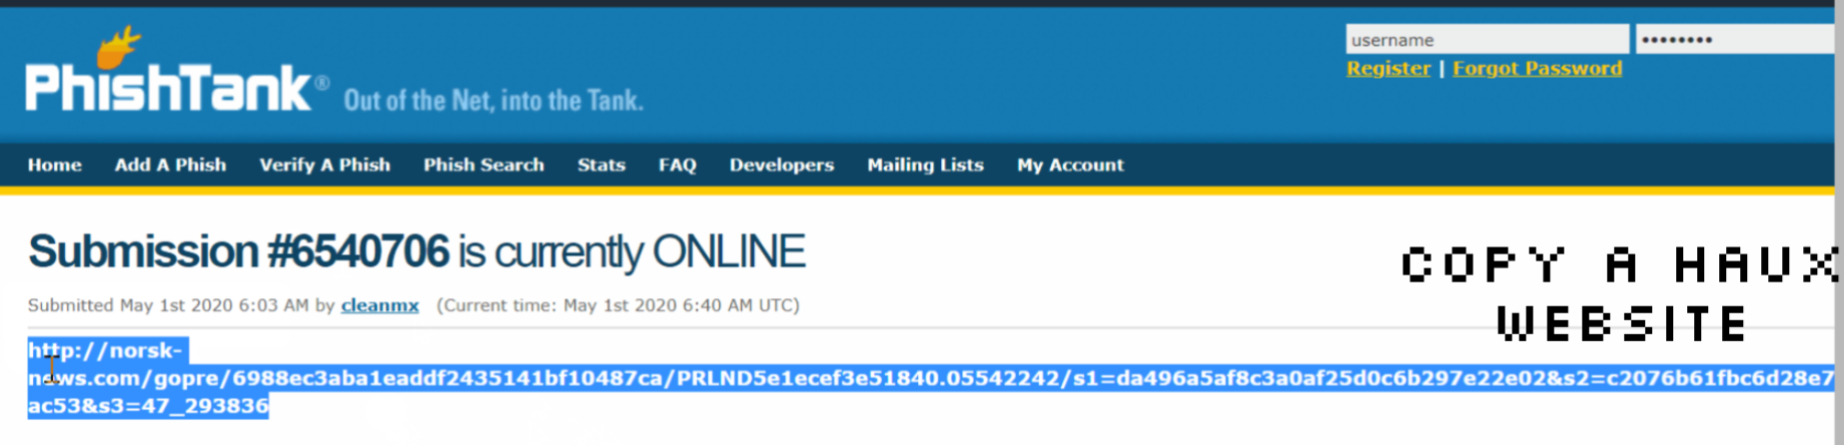 username ••••••••
Register | Forgot Password
PhishTank® Out of the Net, into the Tank.
Home Add A Phish Verify A Phish Phish Search Stats FAQ Developers Mailing Lists My Account
Submission #6540706 is currently ONLINE
Submitted May 1st 2020 6:03 AM by cleanmx (Current time: May 1st 2020 6:40 AM UTC)
COPY A HAUX
WEBSITE
http://norsk-
news.com/gopre/6988ec3aba1eaddf2435141bf10487ca/PRLND5e1ecef3e51840.05542242/s1=da496a5af8c3a0af25d0c6b297e22e02&s2=c2076b61fbc6d28e7
ac53&s3=47_293836